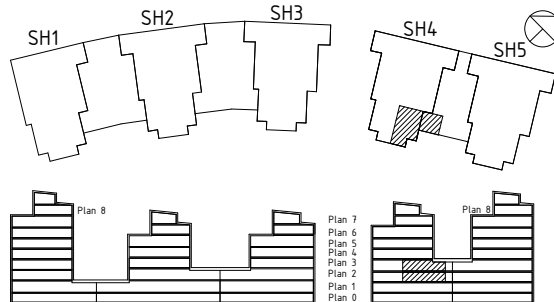 SH1
SH2
SH3
SH4
SH5
Plan 8
Plan 7
Plan 6
Plan 5
Plan 4
Plan 3
Plan 2
Plan 1
Plan 0
Plan 8